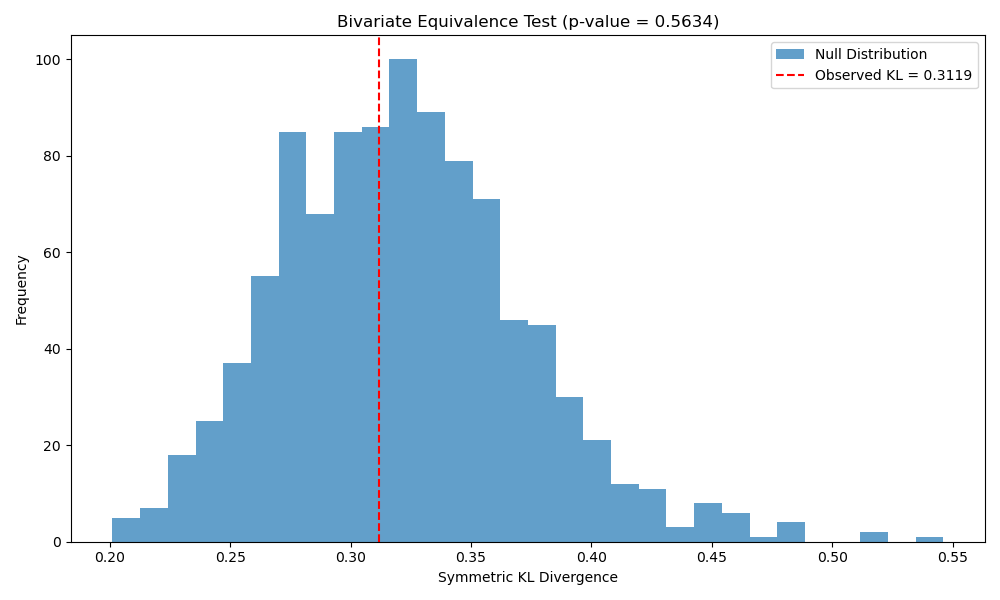 Bivariate Equivalence Test (p-value = 0.5634)
Null Distribution
Observed KL = 0.3119
Frequency
100
80
60
40
20
0
0.20 0.25 0.30 0.35 0.40 0.45 0.50 0.55
Symmetric KL Divergence